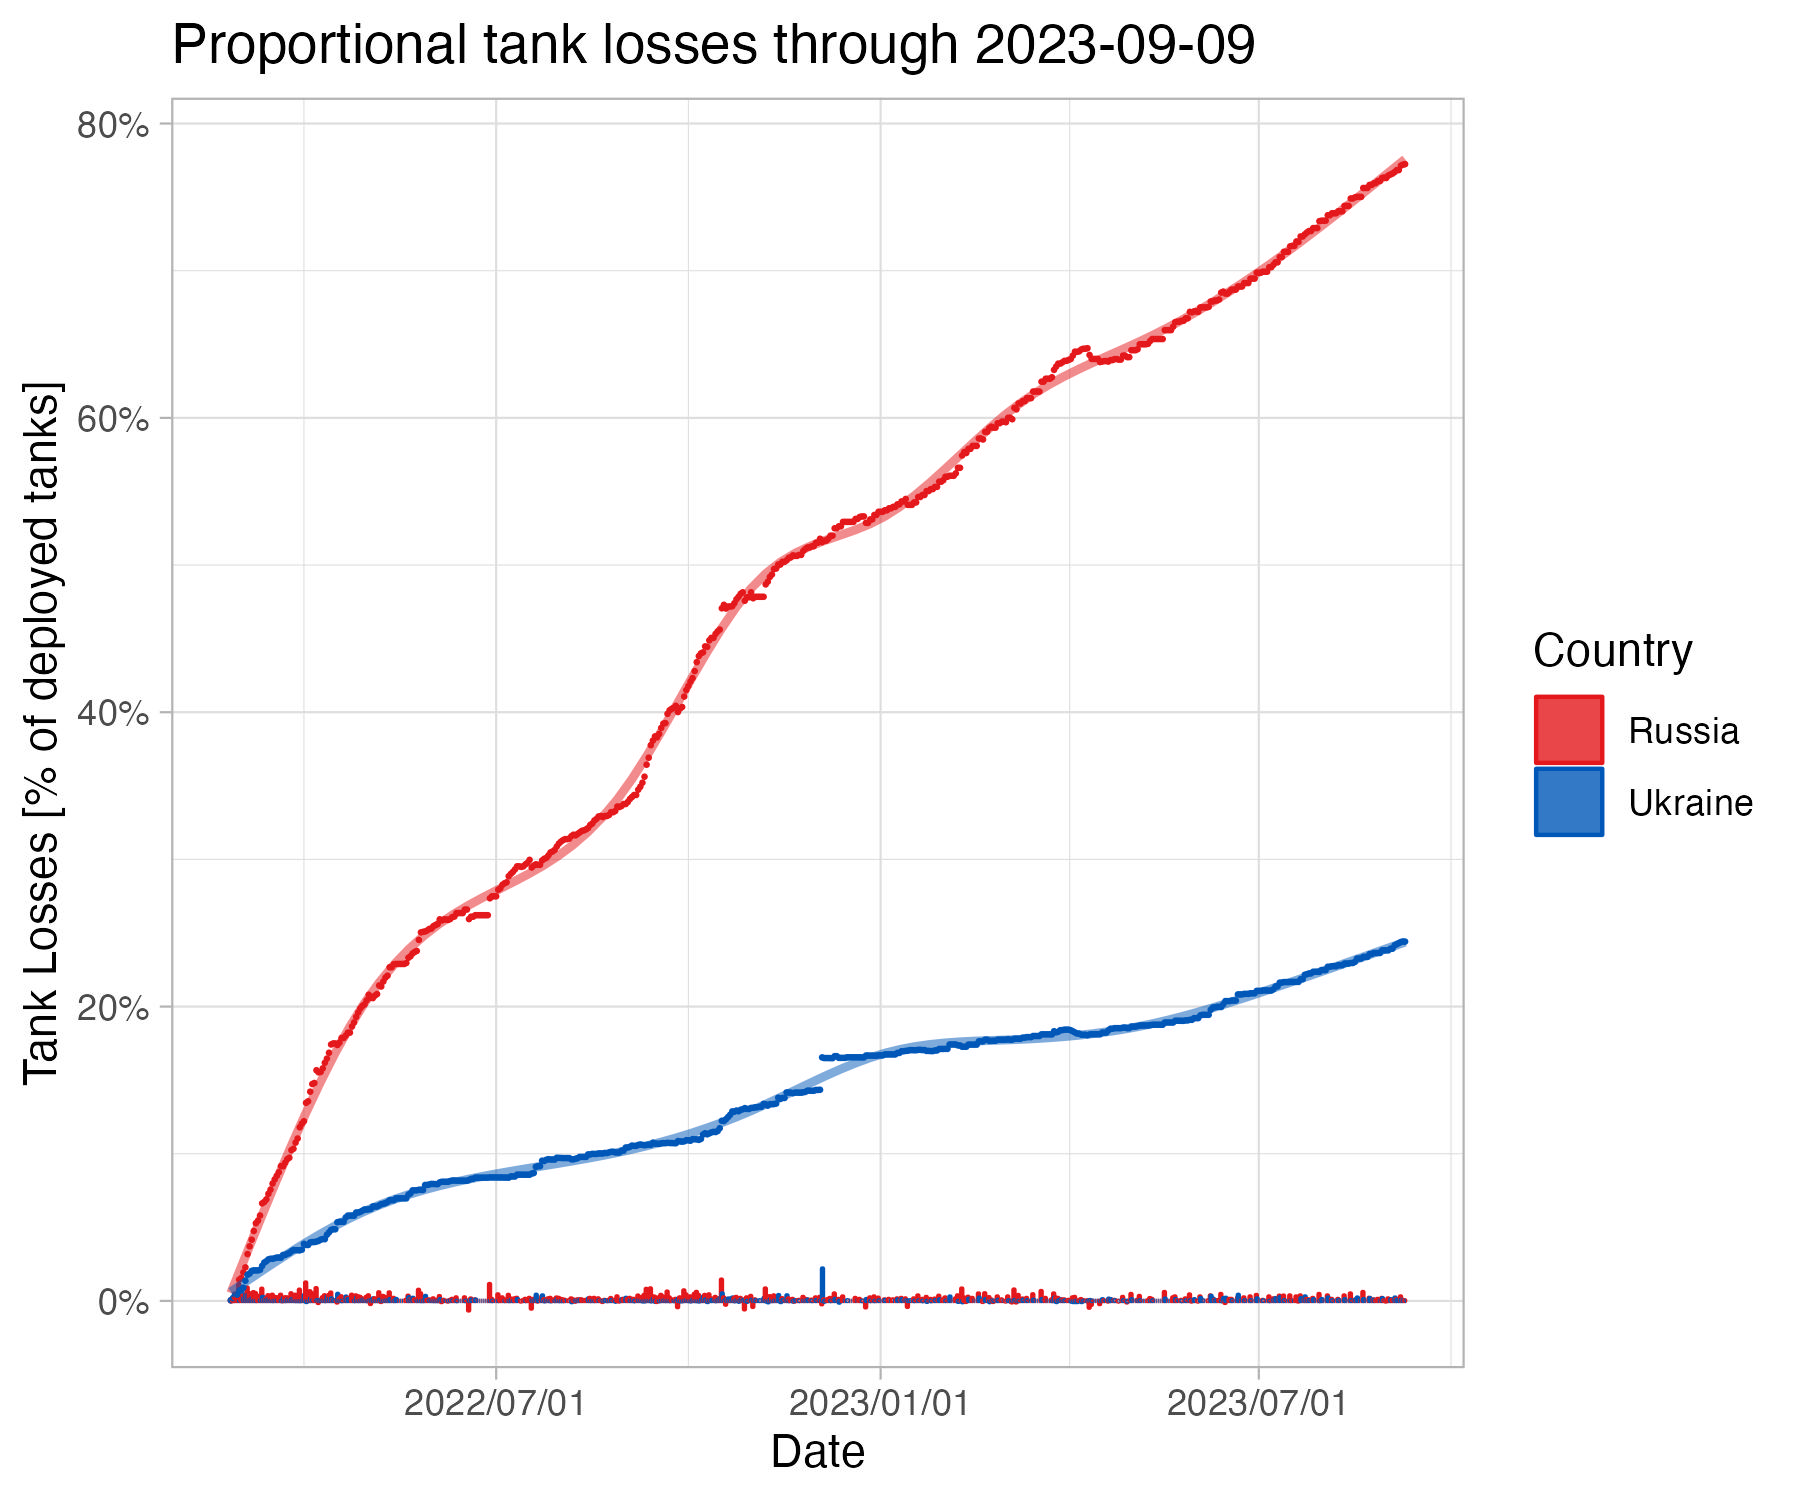 Proportional tank losses through 2023-09-09
80%
60%
40%
20%
0%
Tank Losses [% of deployed tanks]
2022/07/01
2023/01/01
2023/07/01
Date
Country
Russia
Ukraine